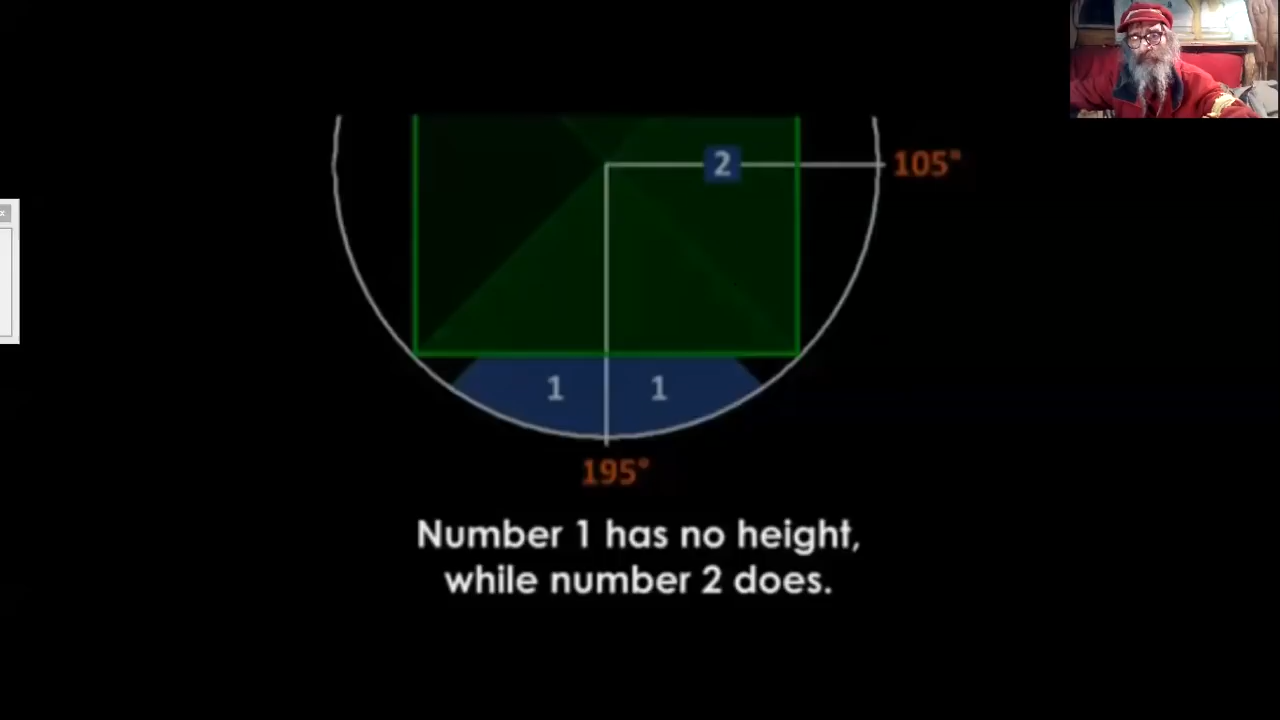 2
105°
1 1
195°
Number 1 has no height,
while number 2 does.
x